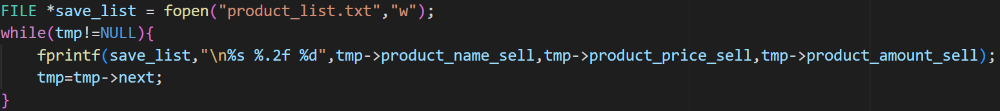 FILE *save_list = fopen("product_list.txt","w");
while(tmp!=NULL){
    fprintf(save_list,"\n%s %.2f %d",tmp->product_name_sell,tmp->product_price_sell,tmp->product_amount_sell);
    tmp=tmp->next;
}